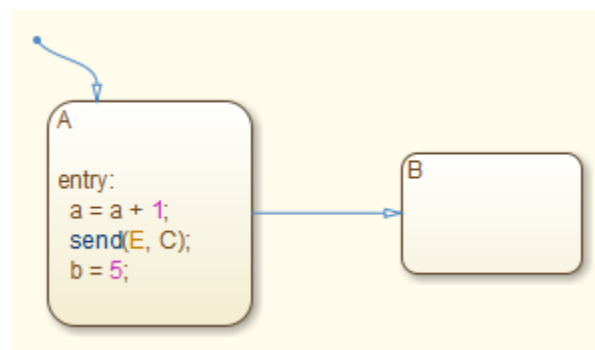 A
entry:
a = a + 1;
send(E, C);
b = 5;
B